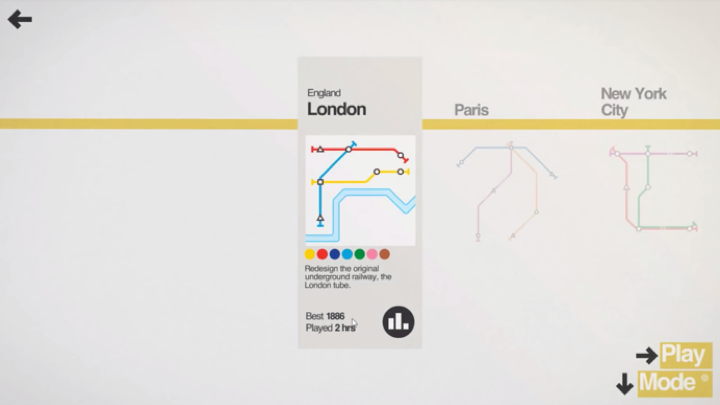 England
London
Paris
New York
City
Redesign the original
underground railway, the
London tube.
Best 1886
Played 2 hrs
Play
Mode